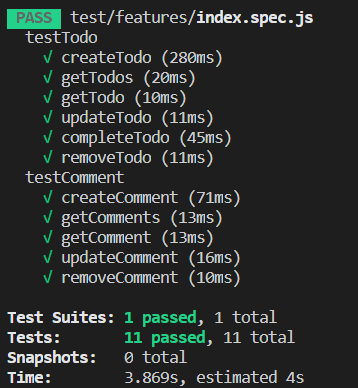 PASS test/features/index.spec.js
testTodo
√ createTodo (280ms)
√ getTodos (20ms)
√ getTodo (10ms)
√ updateTodo (11ms)
√ completeTodo (45ms)
√ removeTodo (11ms)
testComment
√ createComment (71ms)
√ getComments (13ms)
√ getComment (13ms)
√ updateComment (16ms)
√ removeComment (10ms)
Test Suites: 1 passed, 1 total
Tests: 11 passed, 11 total
Snapshots: 0 total
Time: 3.869s, estimated 4s